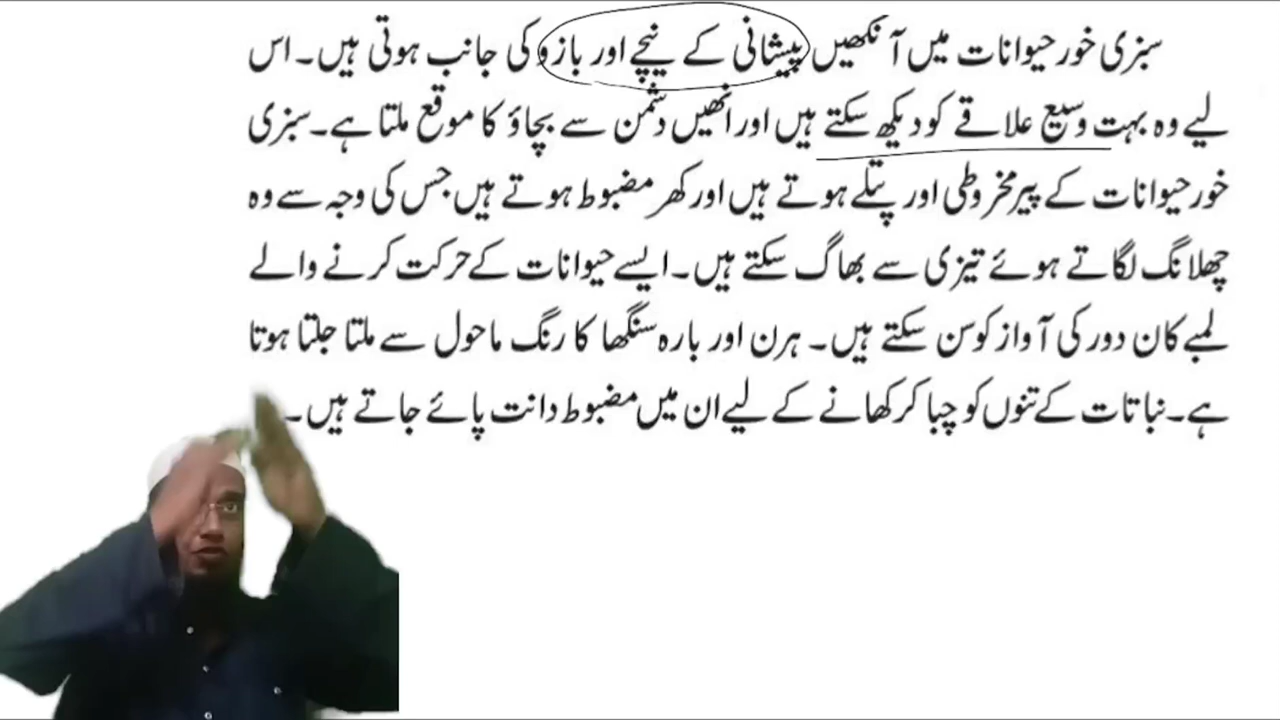 سبزی خور حیوانات میں آنکھیں پیشانی کے نیچے اور بازو کی جانب ہوتی ہیں۔ اس
لیے وہ بہت وسیع علاقے کو دیکھ سکتے ہیں اور انھیں دشمن سے بچاؤ کا موقع ملتا ہے۔ سبزی
خور حیوانات کے پیر مخروطی اور پتلے ہوتے ہیں اور کھر مضبوط ہوتے ہیں جس کی وجہ سے وہ
چھلانگ لگاتے ہوئے تیزی سے بھاگ سکتے ہیں۔ ایسے حیوانات کے حرکت کرنے والے
لمبے کان دور کی آواز کو سن سکتے ہیں۔ ہرن اور بارہ سنگھا کا رنگ ماحول سے ملتا جلتا ہوتا
ہے۔ نباتات کے تنوں کو چبا کر کھانے کے لیے ان میں مضبوط دانت پائے جاتے ہیں۔